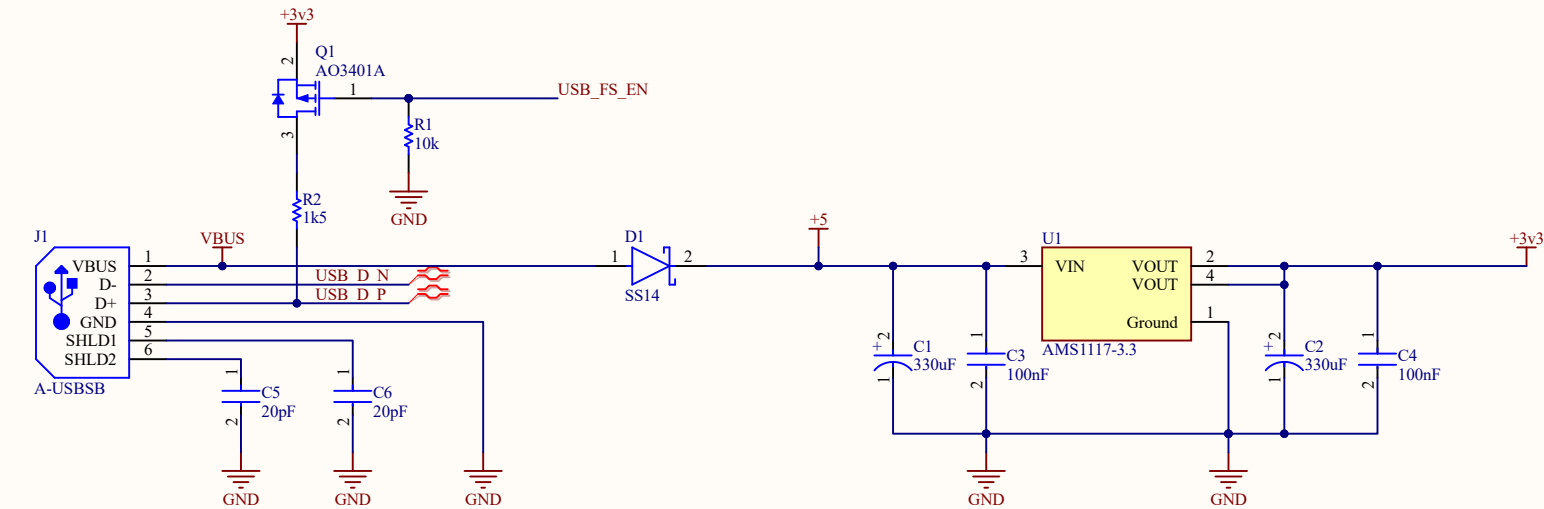 +3v3
Q1
AO3401A
2
1
3
USB_FS_EN
R1
10k
GND
R2
1k5
J1
VBUS
VBUS 1
D- 2
D+ 3
GND 4
SHLD1 5
SHLD2 6
A-USBSB
USB D N
USB D P
1
C5
20pF
2
GND
1
C6
20pF
2
GND
GND
D1
1
2
SS14
+5
+ 2
C1
330uF
1
1
C3
100nF
2
GND
U1
3 VIN
VOUT 2
VOUT 4
Ground 1
AMS1117-3.3
GND
+ 2
C2
330uF
1
1
C4
100nF
2
+3v3